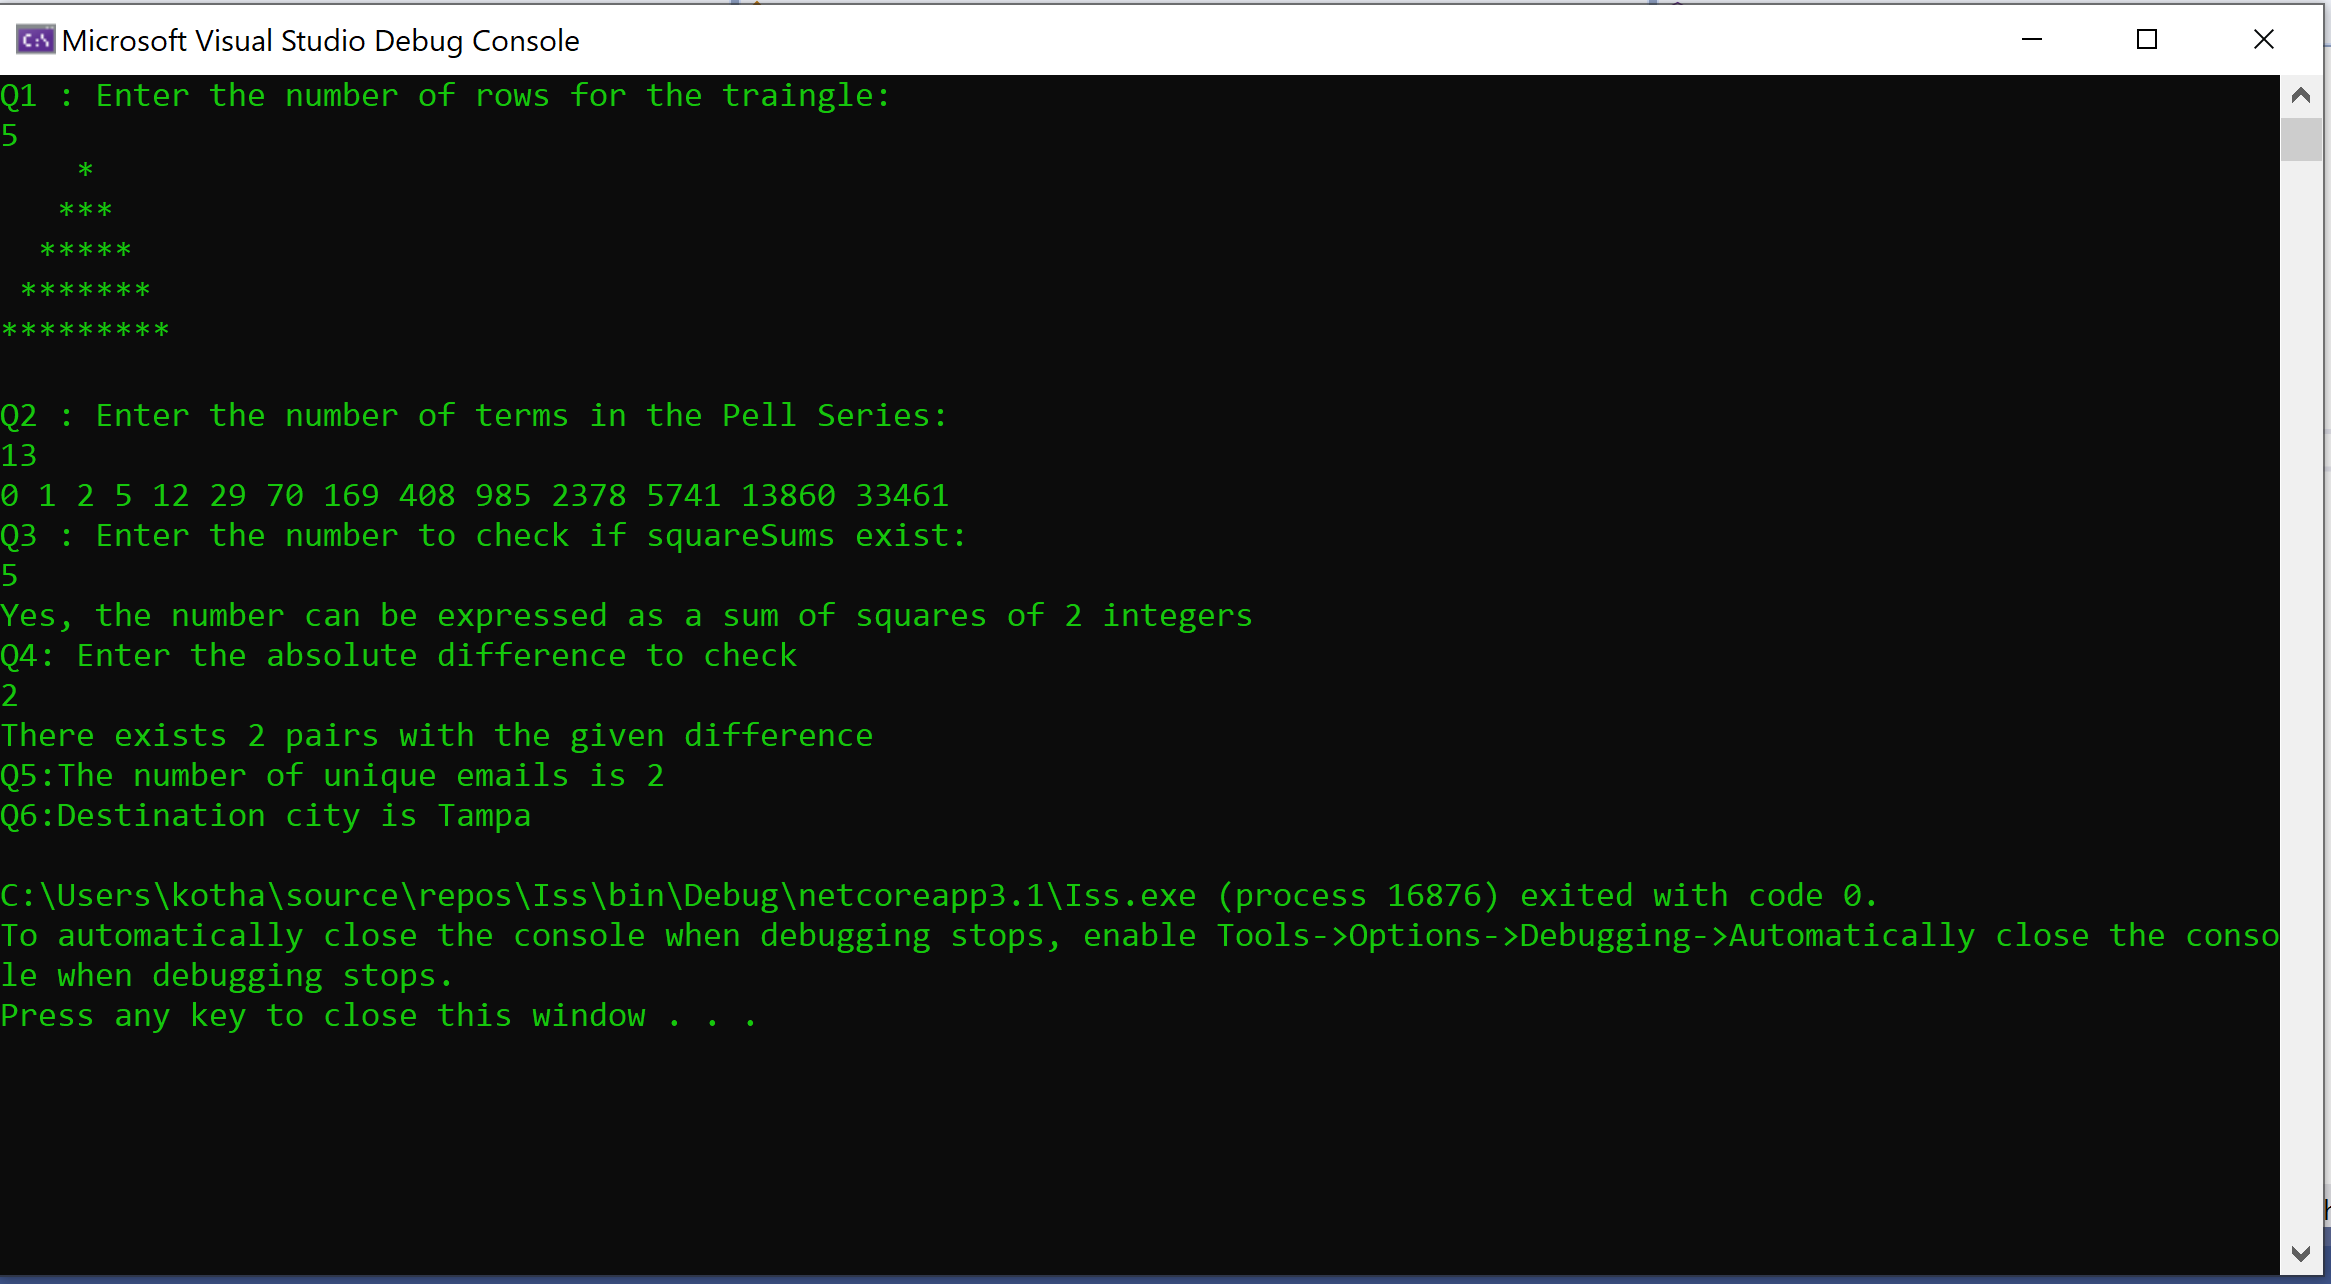 Microsoft Visual Studio Debug Console
Q1 : Enter the number of rows for the traingle:
5
    *
   ***
  *****
 *******
*********
Q2 : Enter the number of terms in the Pell Series:
13
0 1 2 5 12 29 70 169 408 985 2378 5741 13860 33461
Q3 : Enter the number to check if squareSums exist:
5
Yes, the number can be expressed as a sum of squares of 2 integers
Q4: Enter the absolute difference to check
2
There exists 2 pairs with the given difference
Q5:The number of unique emails is 2
Q6:Destination city is Tampa
C:\Users\kotha\source\repos\Iss\bin\Debug\netcoreapp3.1\Iss.exe (process 16876) exited with code 0.
To automatically close the console when debugging stops, enable Tools->Options->Debugging->Automatically close the conso
le when debugging stops.
Press any key to close this window . . .